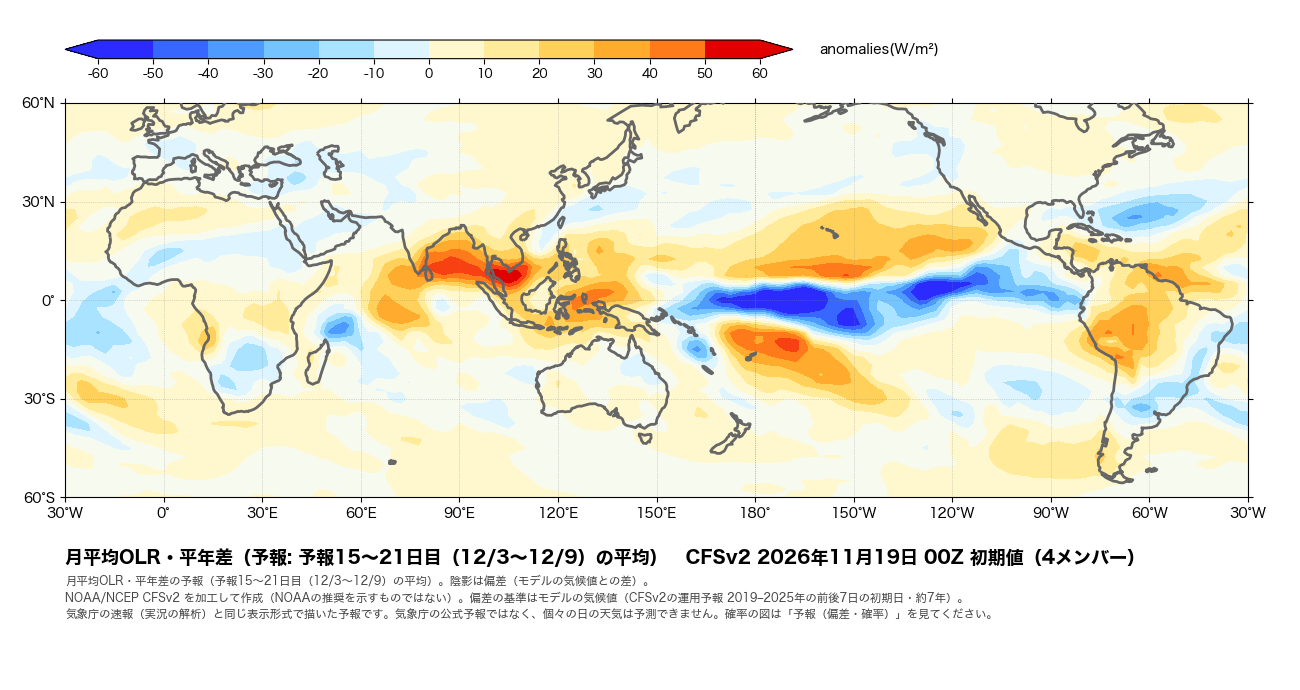 anomalies(W/m²)
-60 -50 -40 -30 -20 -10 0 10 20 30 40 50 60
60°N
30°N
0°
30°S
60°S
30°W 0° 30°E 60°E 90°E 120°E 150°E 180° 150°W 120°W 90°W 60°W 30°W
月平均OLR・平年差（予報: 予報15～21日目（12/3～12/9）の平均） CFSv2 2026年11月19日 00Z 初期値（4メンバー）
月平均OLR・平年差の予報（予報15～21日目（12/3～12/9）の平均）。陰影は偏差（モデルの気候値との差）。
NOAA/NCEP CFSv2 を加工して作成（NOAAの推奨を示すものではない）。偏差の基準はモデルの気候値（CFSv2の運用予報 2019–2025年の前後7日の初期日・約7年）。
気象庁の速報（実況の解析）と同じ表示形式で描いた予報です。気象庁の公式予報ではなく、個々の日の天気は予測できません。確率の図は「予報（偏差・確率）」を見てください。